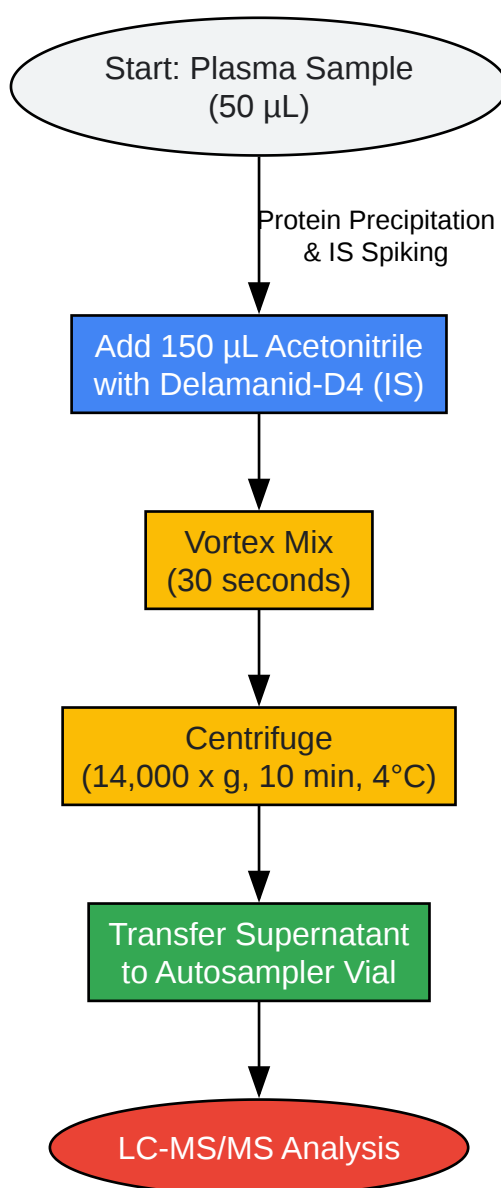 Start: Plasma Sample
(50 µL)
Protein Precipitation
& IS Spiking
Add 150 µL Acetonitrile
with Delamanid-D4 (IS)
Vortex Mix
(30 seconds)
Centrifuge
(14,000 x g, 10 min, 4°C)
Transfer Supernatant
to Autosampler Vial
LC-MS/MS Analysis